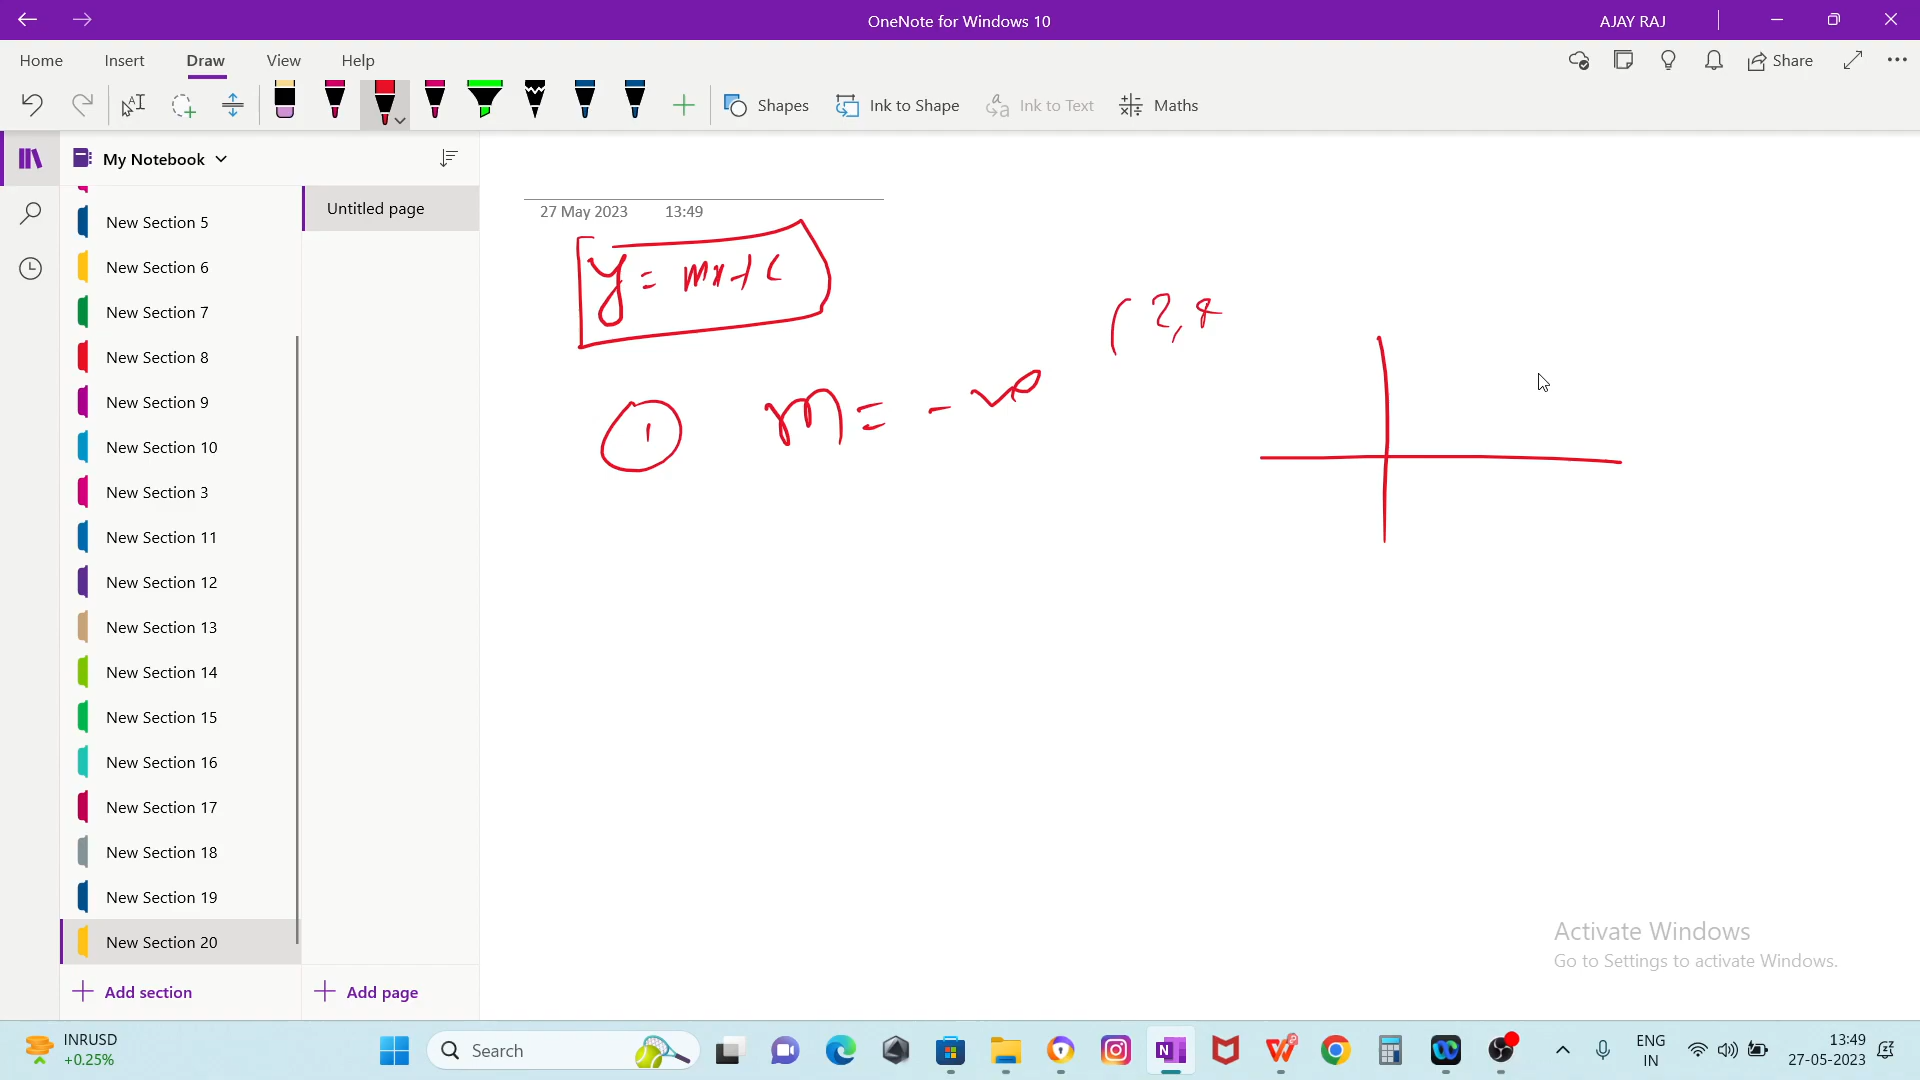 OneNote for Windows 10
AJAY RAJ
Home Insert Draw View Help
Share
Shapes Ink to Shape Ink to Text Maths
My Notebook
Untitled page
New Section 5
New Section 6
New Section 7
New Section 8
New Section 9
New Section 10
New Section 3
New Section 11
New Section 12
New Section 13
New Section 14
New Section 15
New Section 16
New Section 17
New Section 18
New Section 19
New Section 20
Add section
Add page
27 May 2023 13:49
y = mx + c
(2,
① m = - ∞
Activate Windows
Go to Settings to activate Windows.
INRUSD
+0.25%
Search
ENG
IN
13:49
27-05-2023